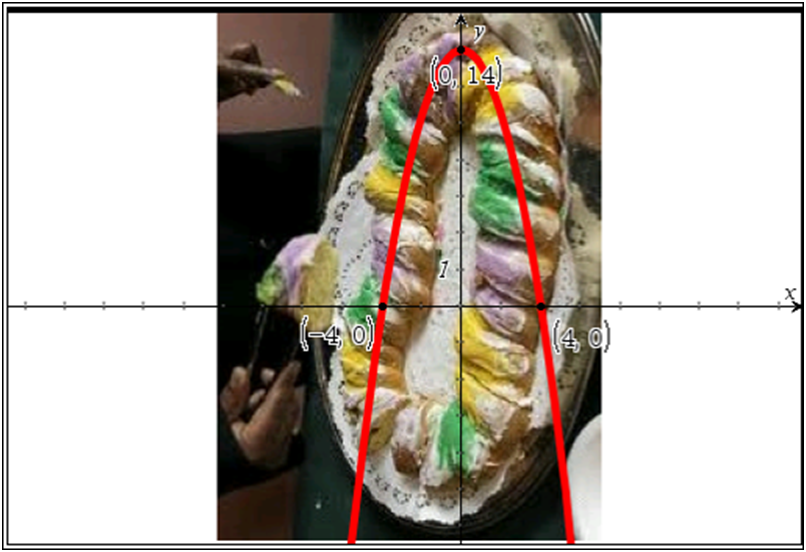 y
(0, 14)
1
x
(-4, 0)
(4, 0)